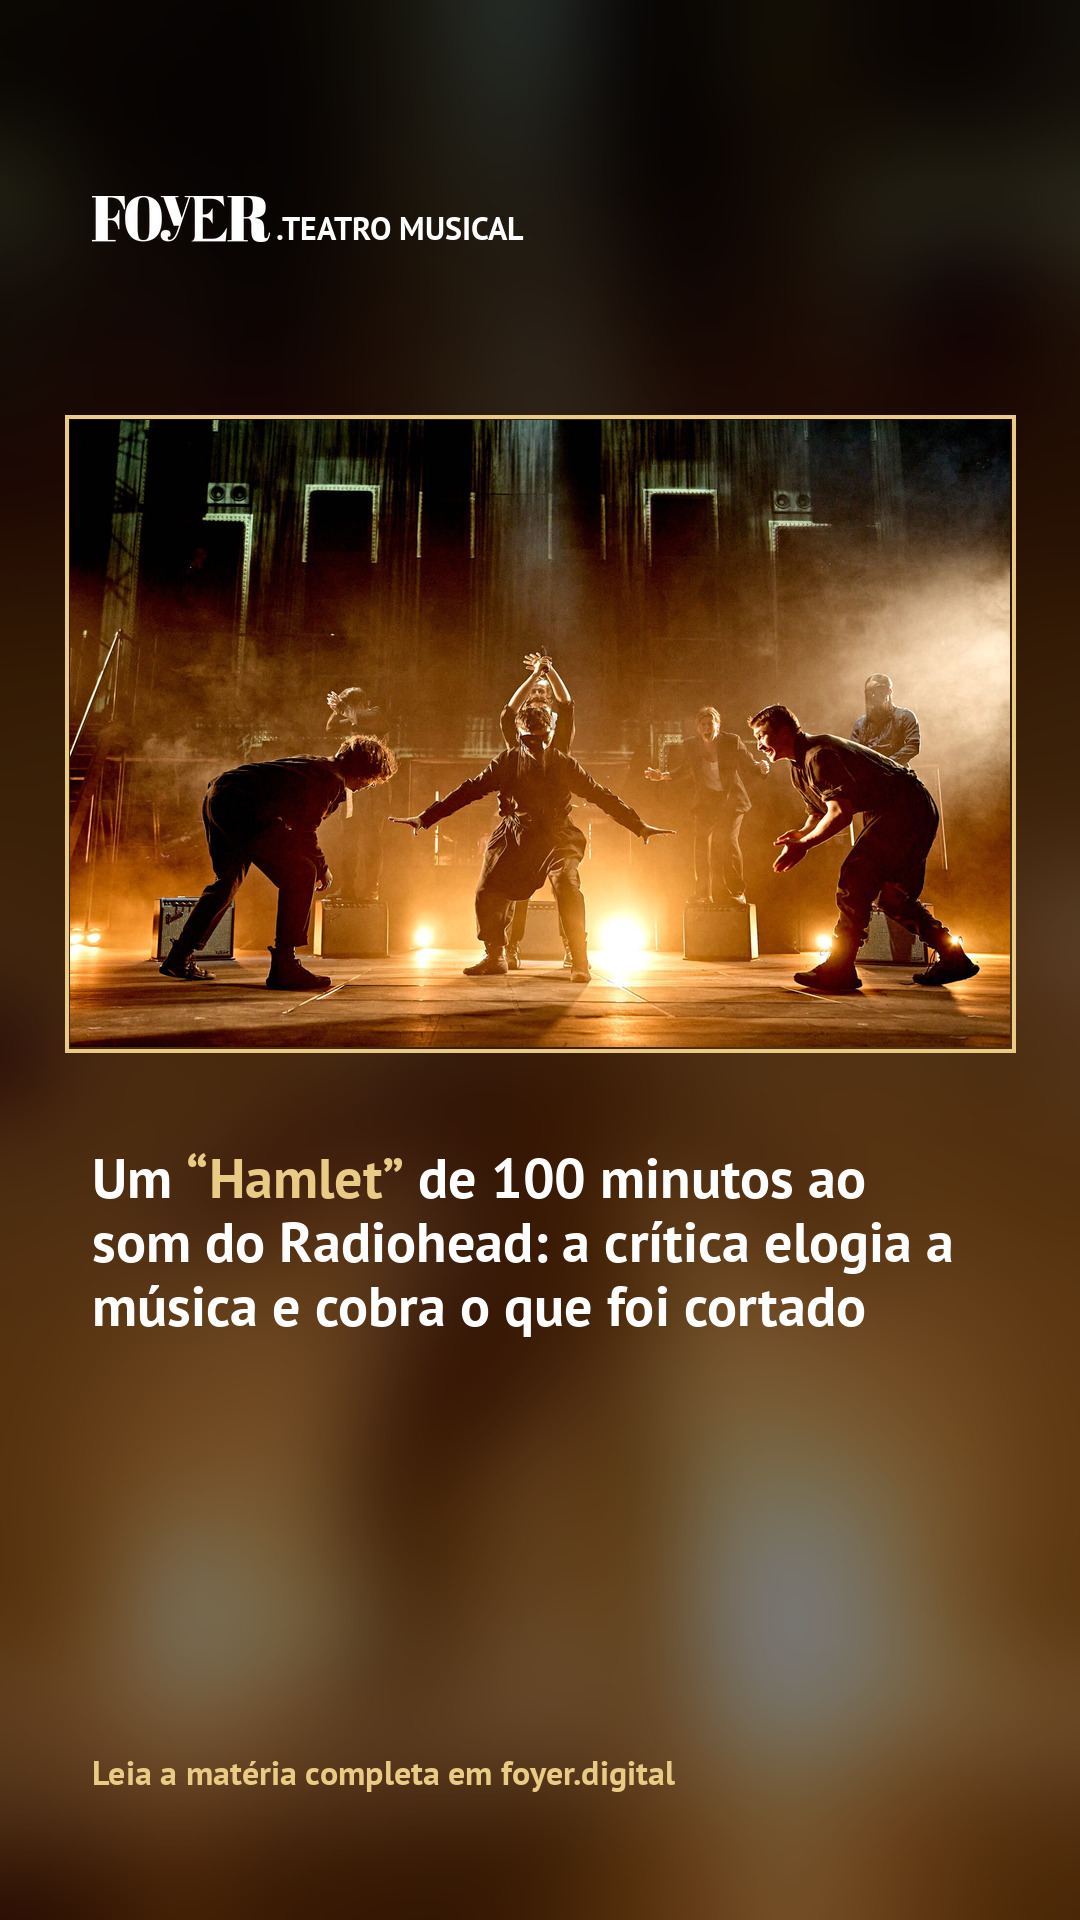 FOYER .TEATRO MUSICAL
Um “Hamlet” de 100 minutos ao
som do Radiohead: a crítica elogia a
música e cobra o que foi cortado
Leia a matéria completa em foyer.digital